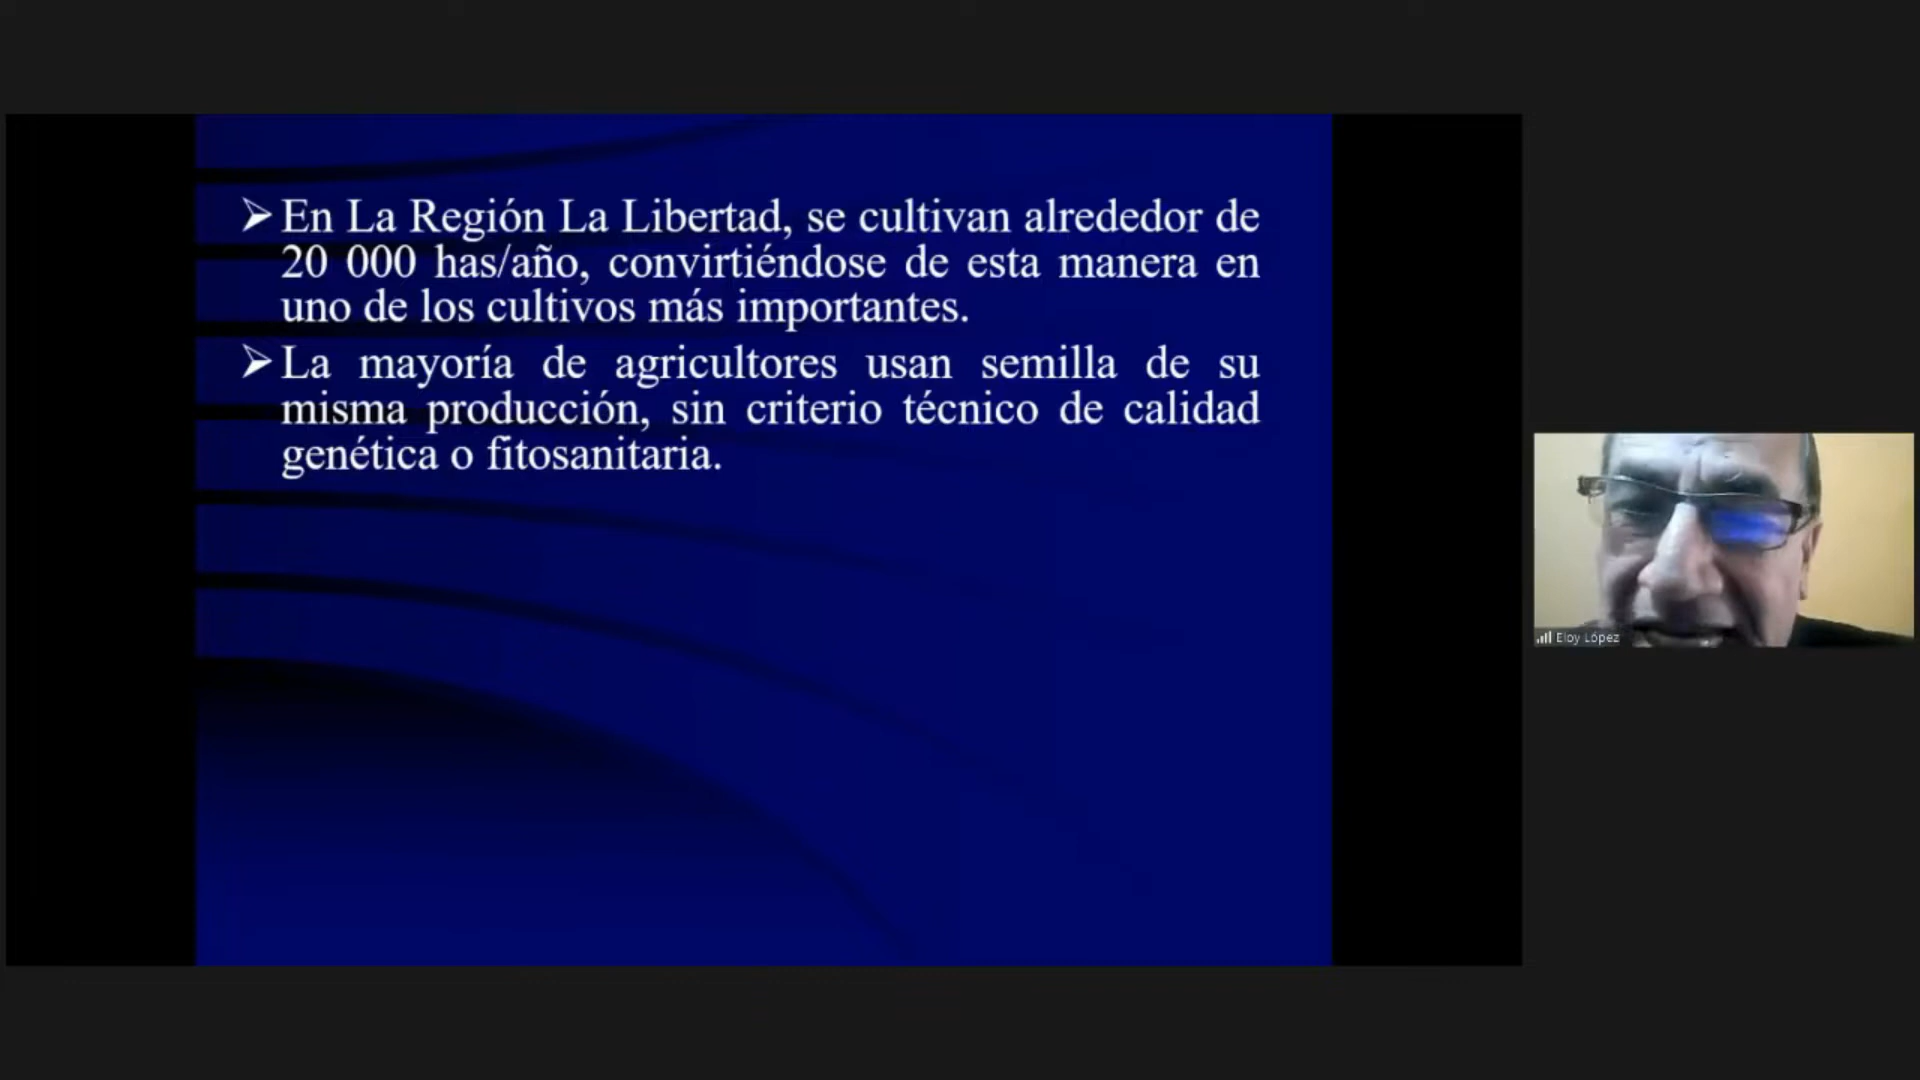 ➢ En La Región La Libertad, se cultivan alrededor de
20 000 has/año, convirtiéndose de esta manera en
uno de los cultivos más importantes.
➢ La mayoría de agricultores usan semilla de su
misma producción, sin criterio técnico de calidad
genética o fitosanitaria.
Eloy López